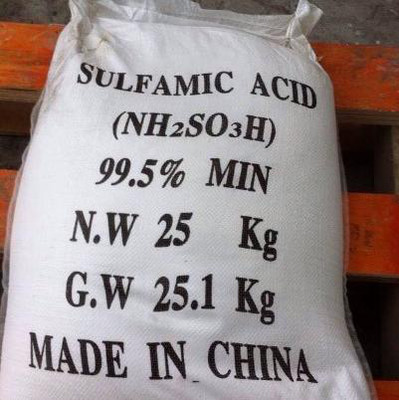 SULFAMIC ACID
(NH₂SO₃H)
99.5% MIN
N.W 25 Kg
G.W 25.1 Kg
MADE IN CHINA